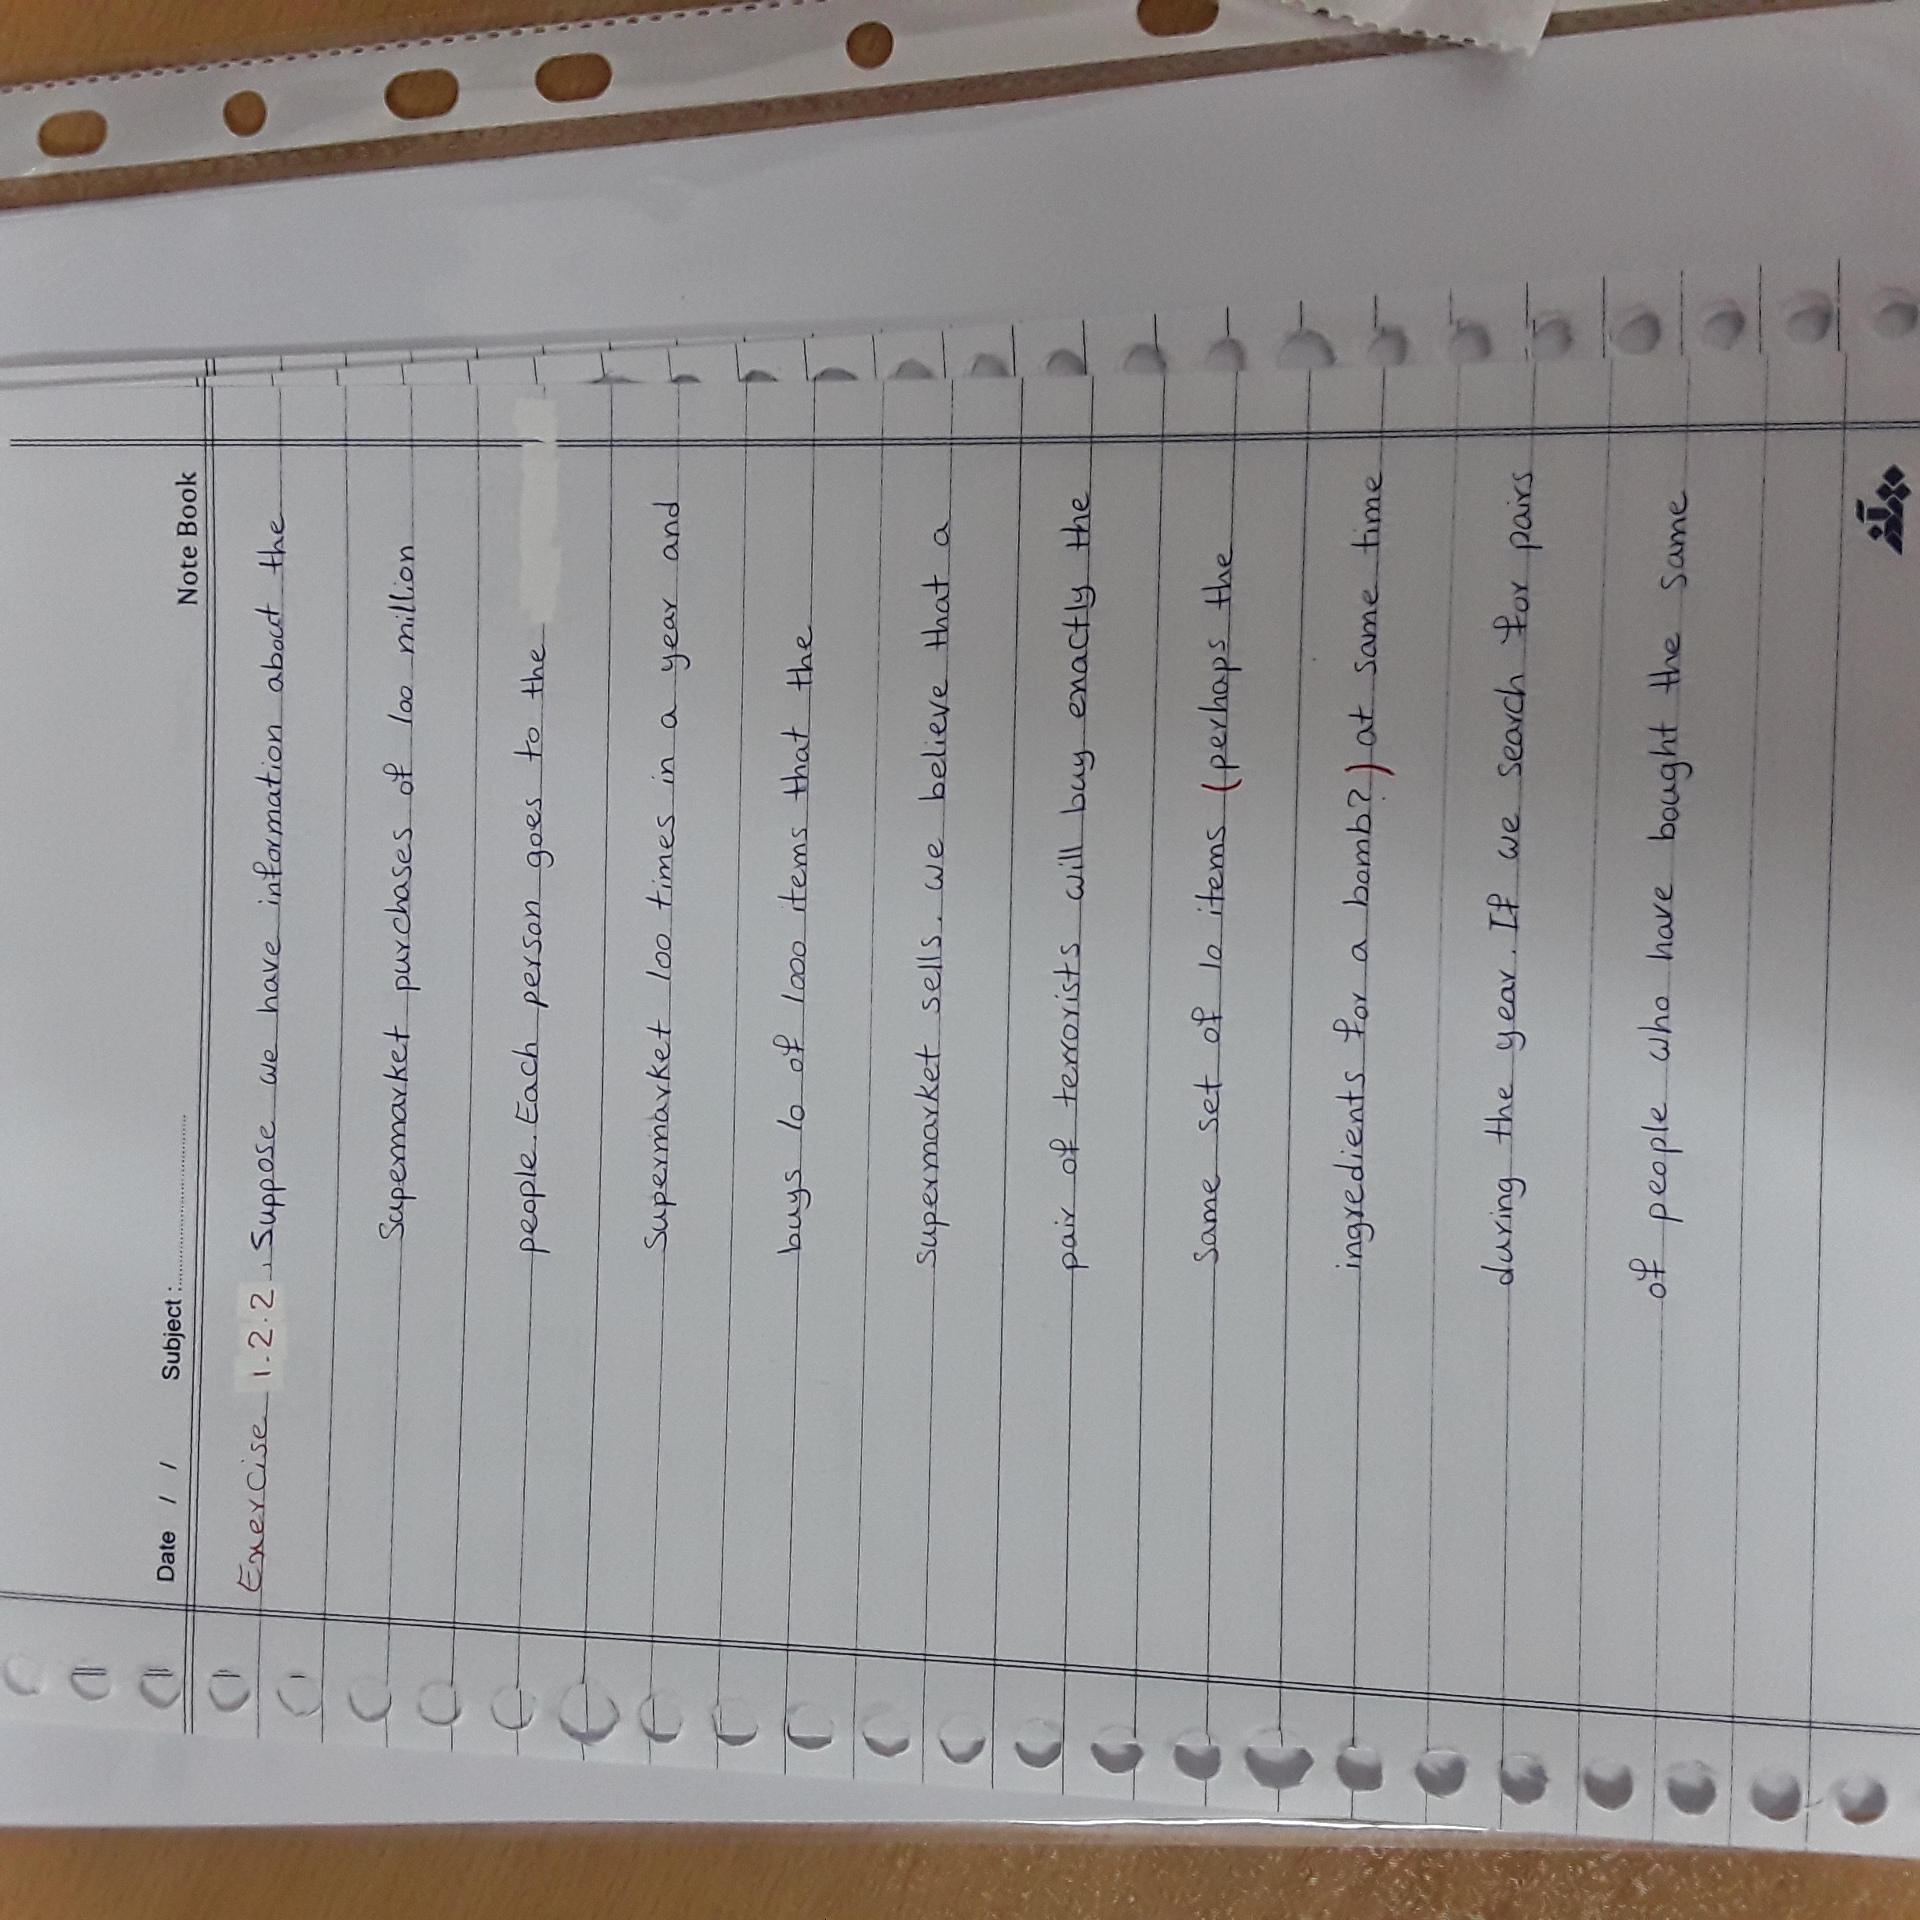 Date / / Subject :
Note Book
Exercise 1.2.2. Suppose we have information about the
Supermarket purchases of 100 million
people. Each person goes to the
Supermarket 100 times in a year and
buys 10 of 1000 items that the
supermarket sells. we believe that a
pair of terrorists will buy exactly the
same set of 10 items (perhaps the
ingredients for a bomb?) at same time
during the year. If we search for pairs
of people who have bought the same